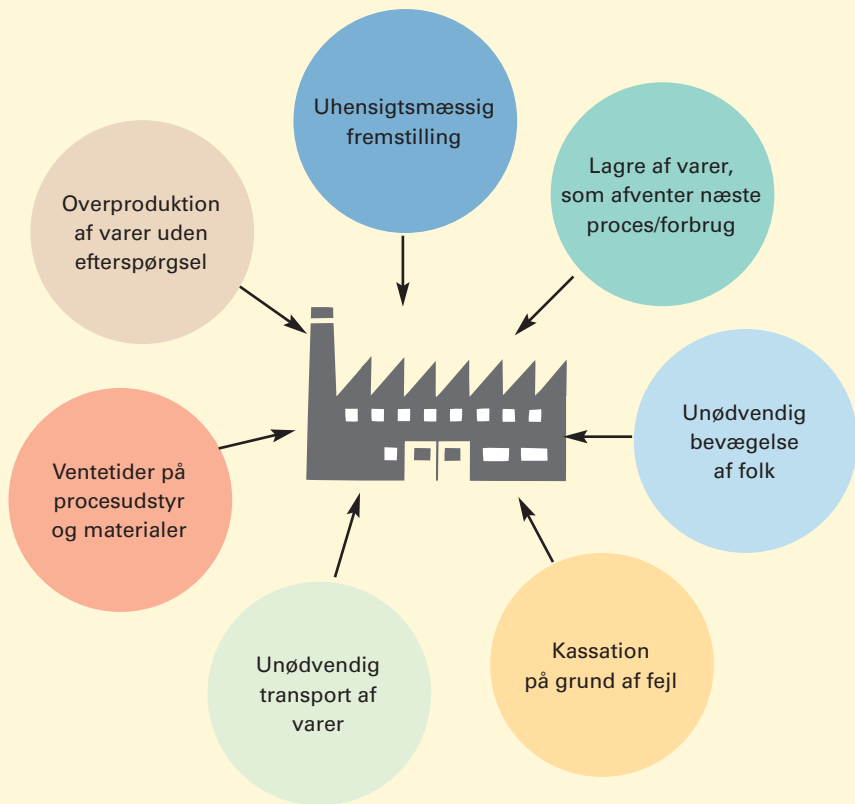 Uhensigtsmæssig
fremstilling
Lagre af varer,
som afventer næste
proces/forbrug
Unødvendig
bevægelse
af folk
Kassation
på grund af fejl
Unødvendig
transport af
varer
Ventetider på
procesudstyr
og materialer
Overproduktion
af varer uden
efterspørgsel